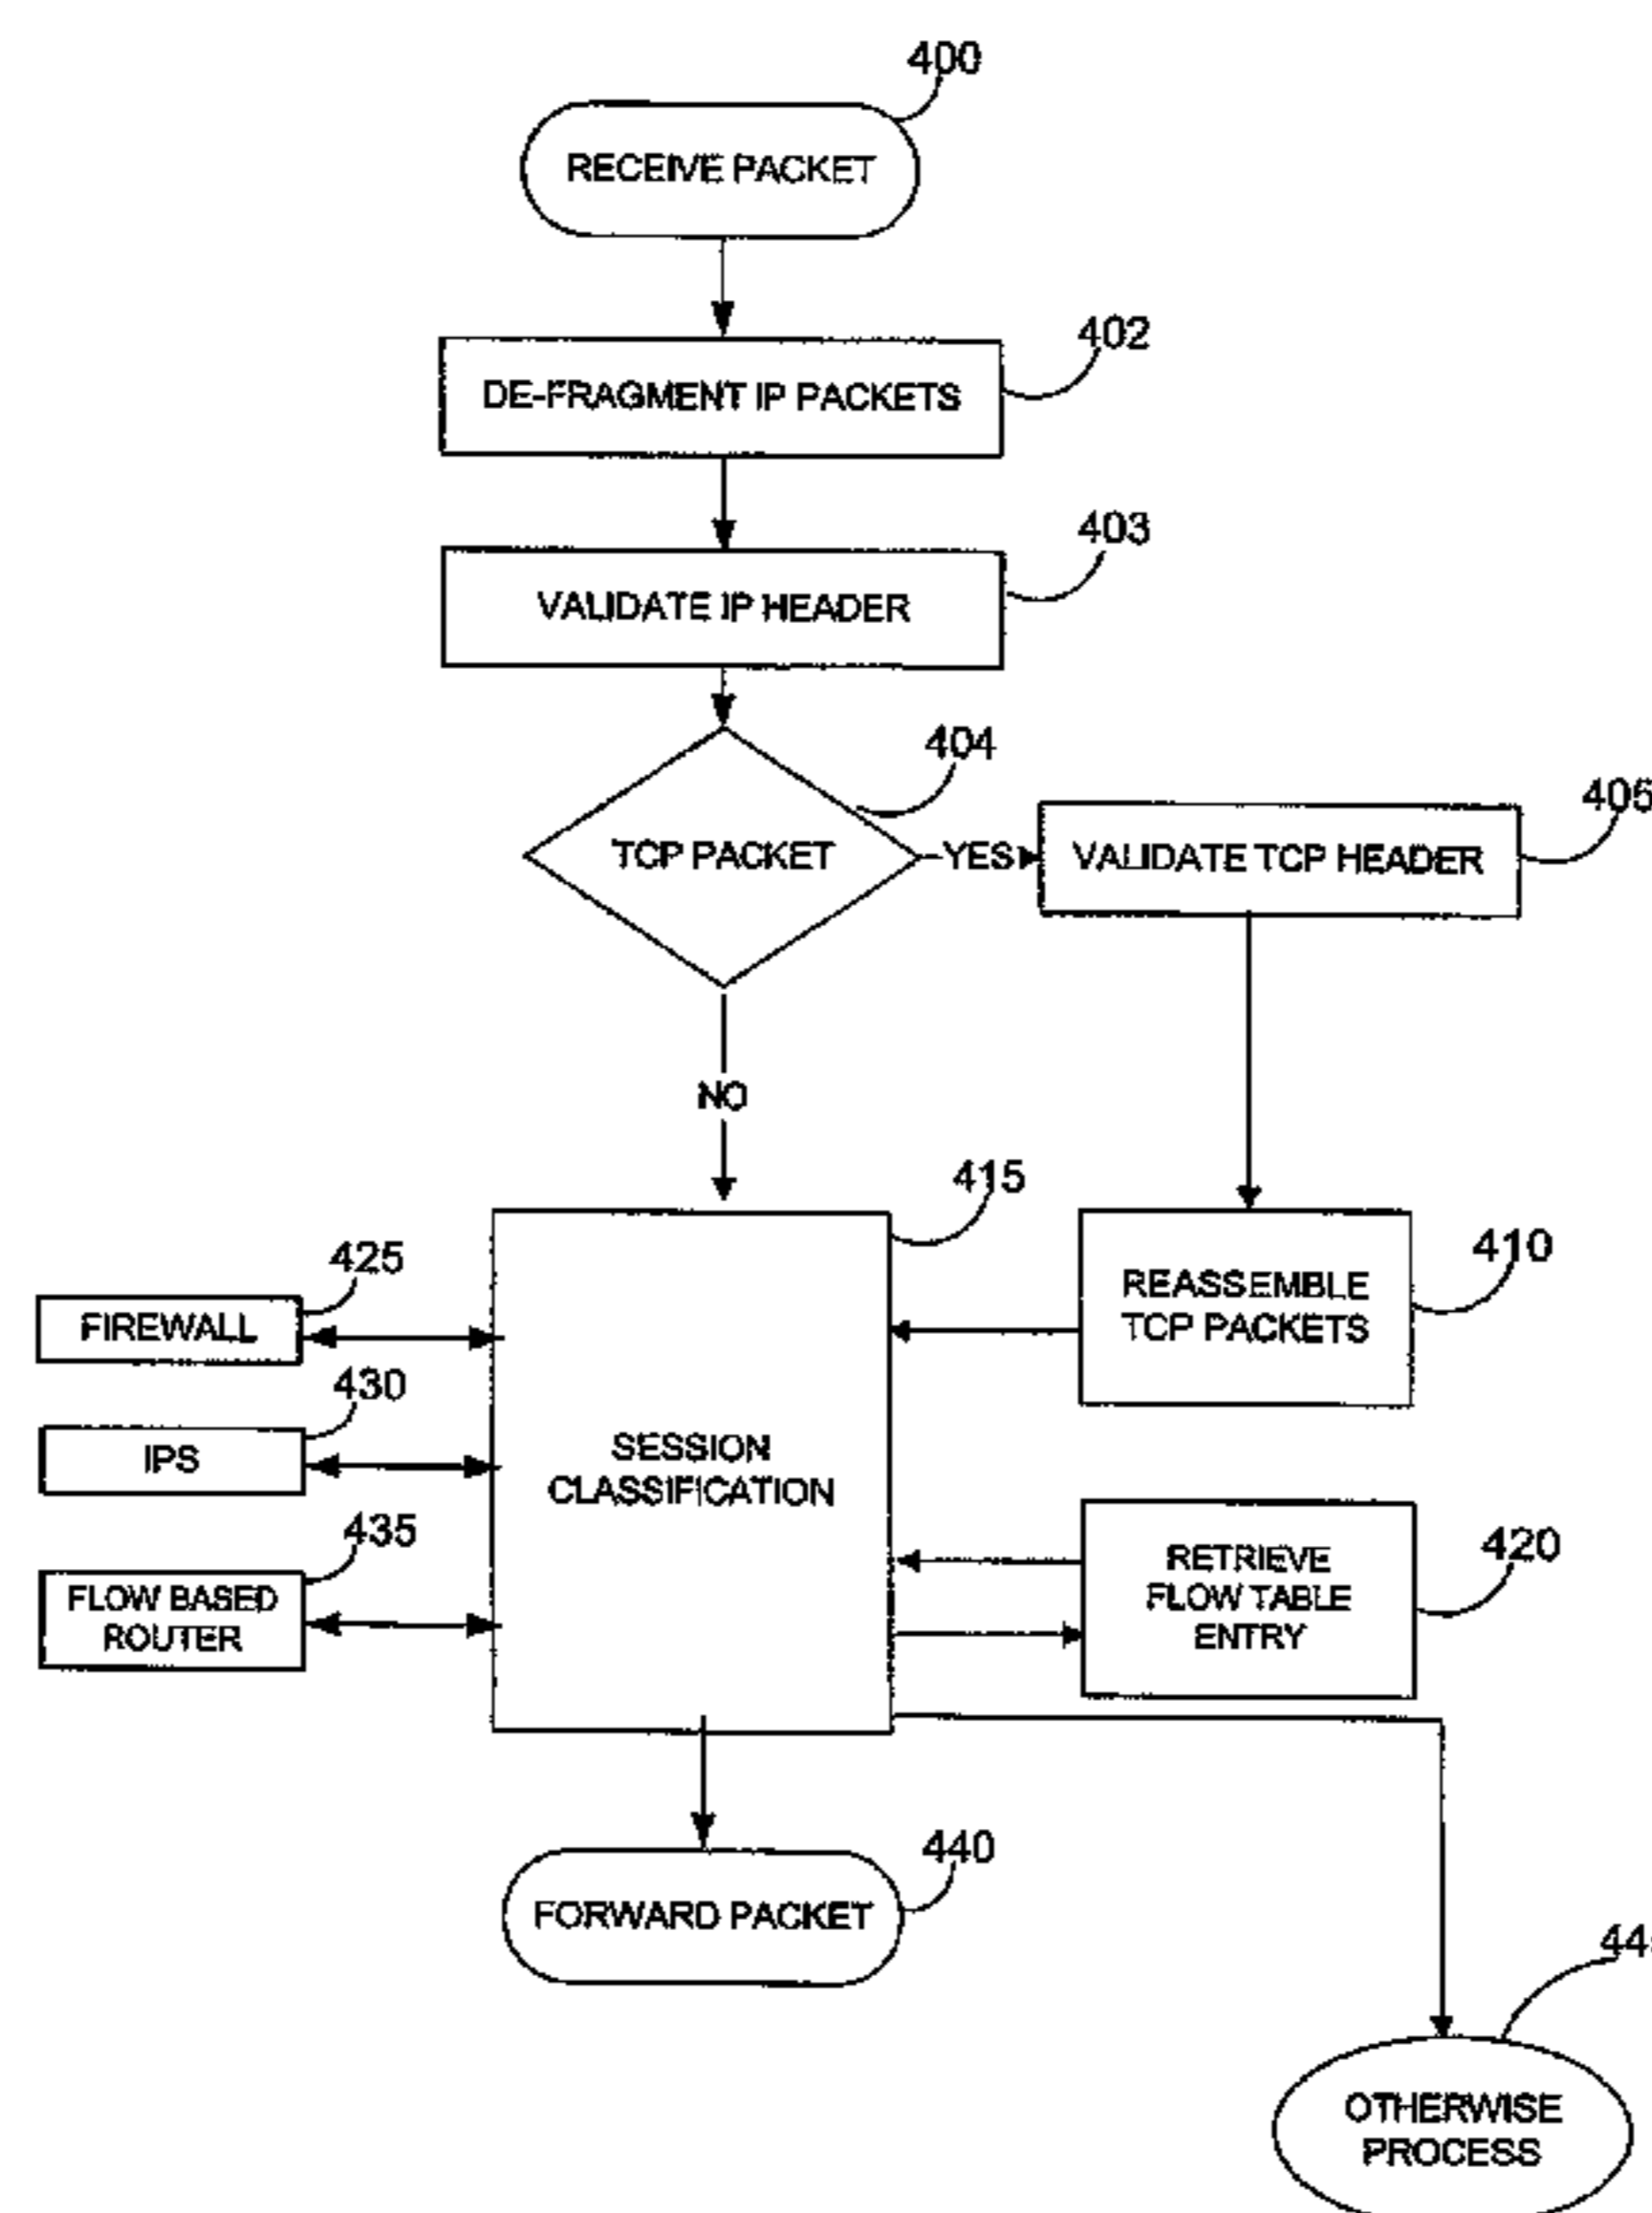 400
RECEIVE PACKET
402
DE-FRAGMENT IP PACKETS
403
VALIDATE IP HEADER
404
TCP PACKET
YES
405
VALIDATE TCP HEADER
NO
415
410
REASSEMBLE
TCP PACKETS
425
FIREWALL
430
IPS
435
FLOW BASED
ROUTER
SESSION
CLASSIFICATION
420
RETRIEVE
FLOW TABLE
ENTRY
440
FORWARD PACKET
OTHERWISE
PROCESS